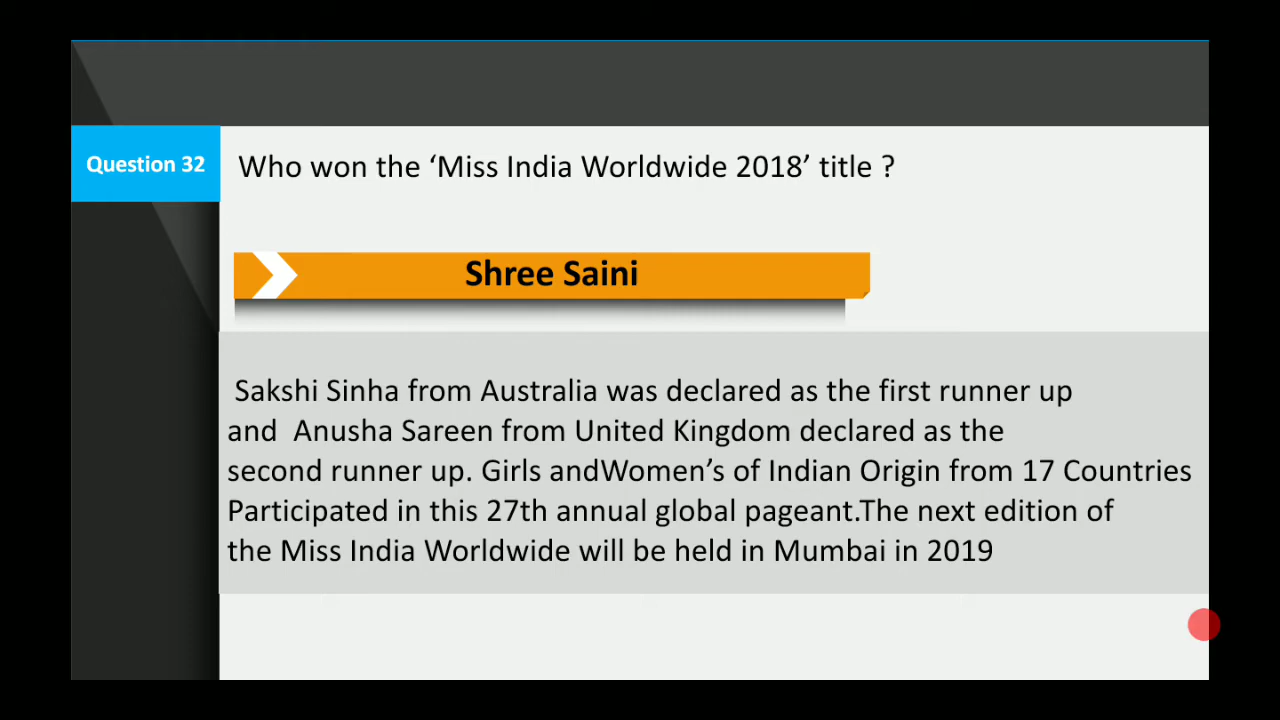 Question 32
Who won the ‘Miss India Worldwide 2018’ title ?
Shree Saini
Sakshi Sinha from Australia was declared as the first runner up
and Anusha Sareen from United Kingdom declared as the
second runner up. Girls andWomen’s of Indian Origin from 17 Countries
Participated in this 27th annual global pageant.The next edition of
the Miss India Worldwide will be held in Mumbai in 2019